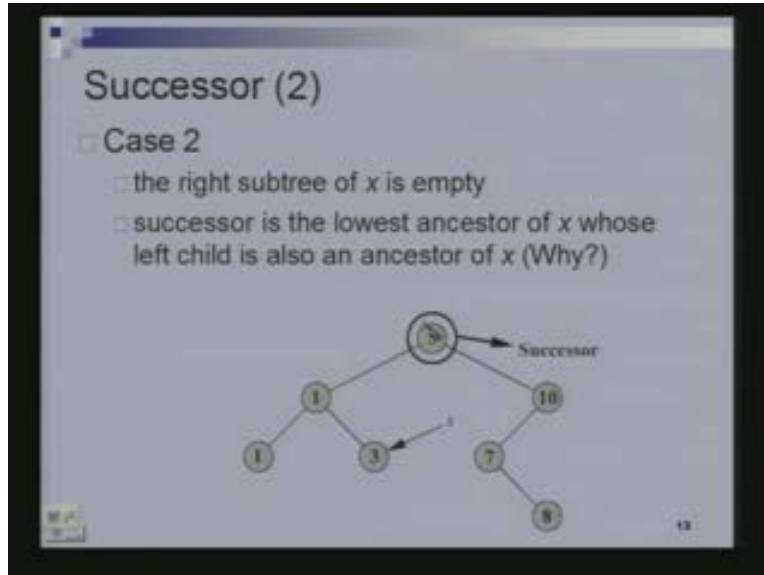 Successor (2)
Case 2
the right subtree of x is empty
successor is the lowest ancestor of x whose
left child is also an ancestor of x (Why?)
Successor
1
10
x
1
3
7
8